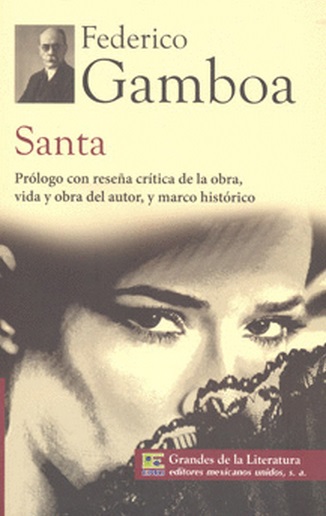 Federico
Gamboa
Santa
Prólogo con reseña crítica de la obra,
vida y obra del autor, y marco histórico
Grandes de la Literatura
editores mexicanos unidos, s. a.